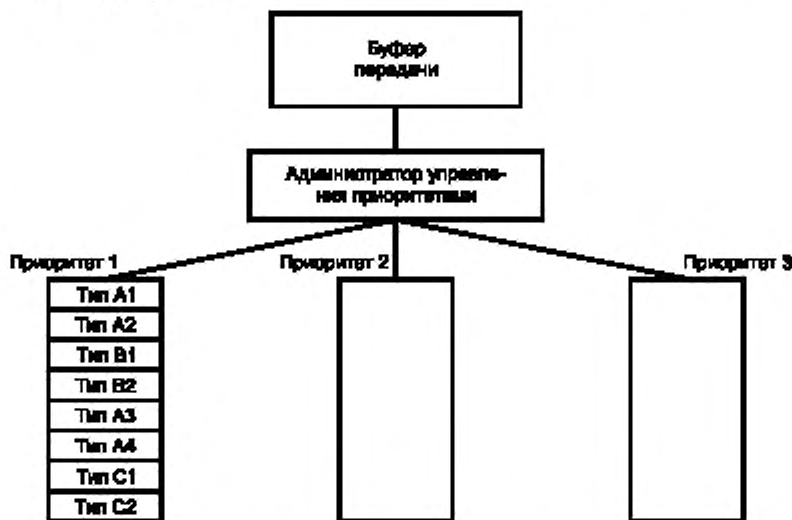 Буфер
передачи
Администратор управле-
ния приоритетами
Приоритет 1
Приоритет 2
Приоритет 3
Тип A1
Тип A2
Тип B1
Тип B2
Тип A3
Тип A4
Тип C1
Тип C2